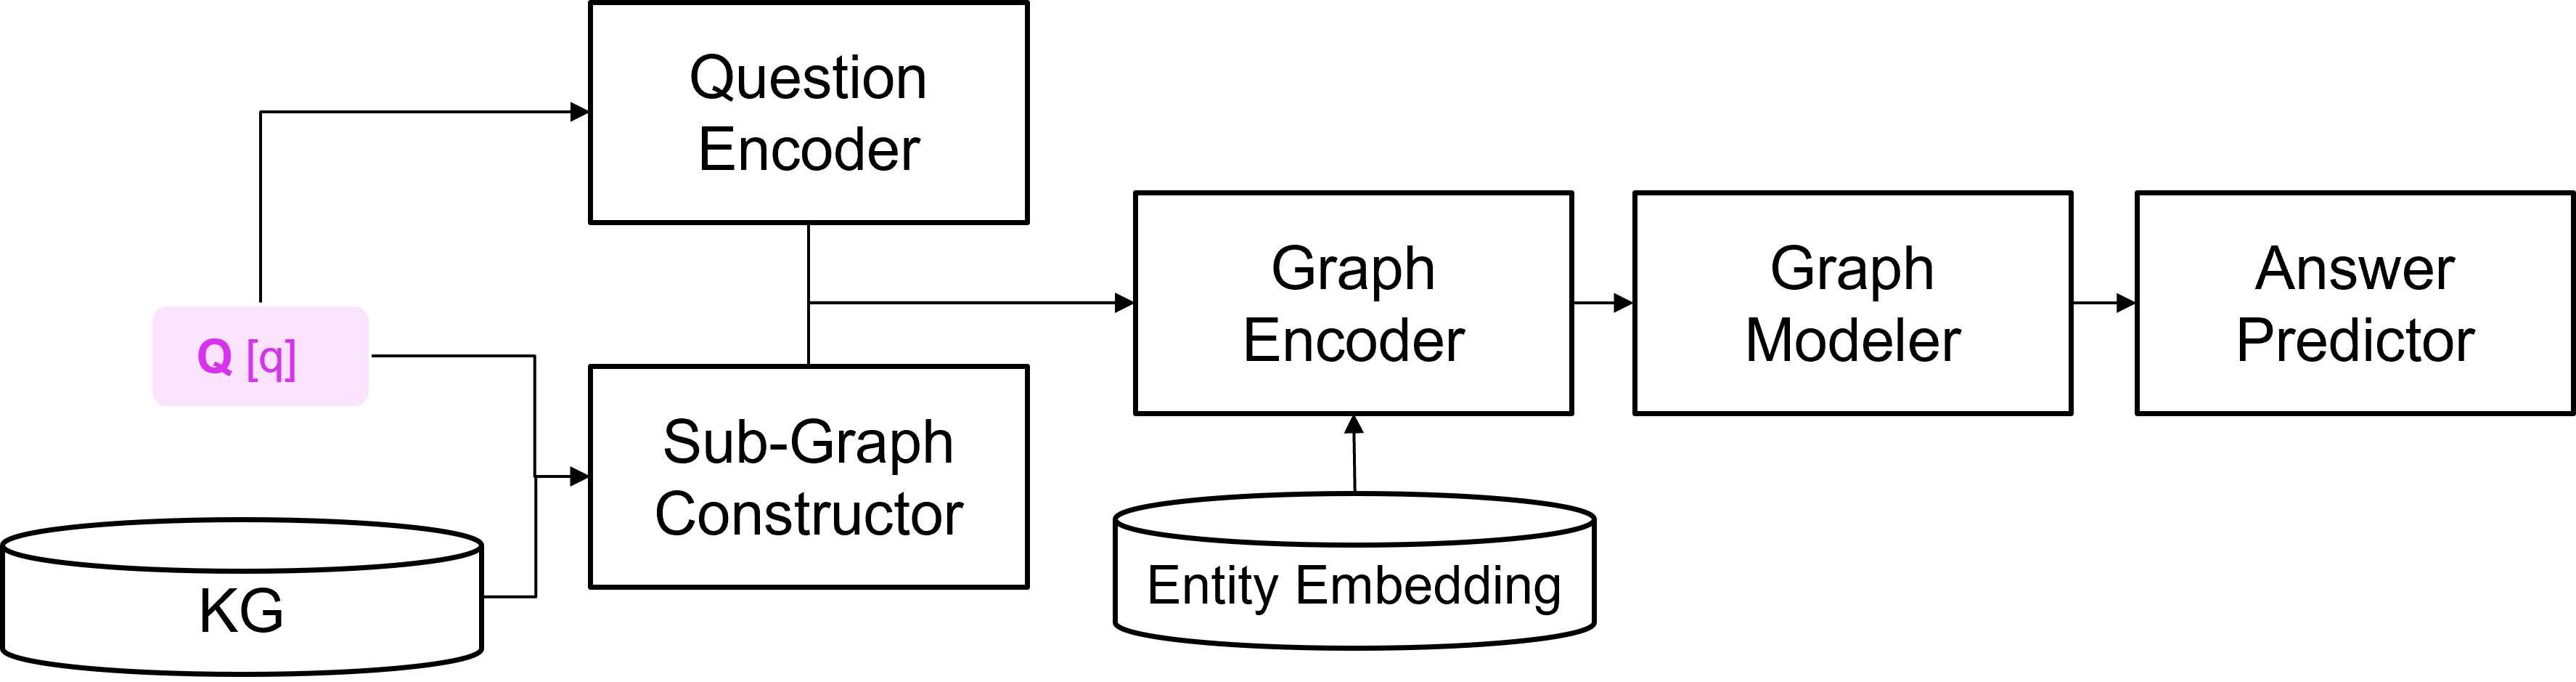 Question
Encoder
Q [q]
Sub-Graph
Constructor
KG
Graph
Encoder
Entity Embedding
Graph
Modeler
Answer
Predictor